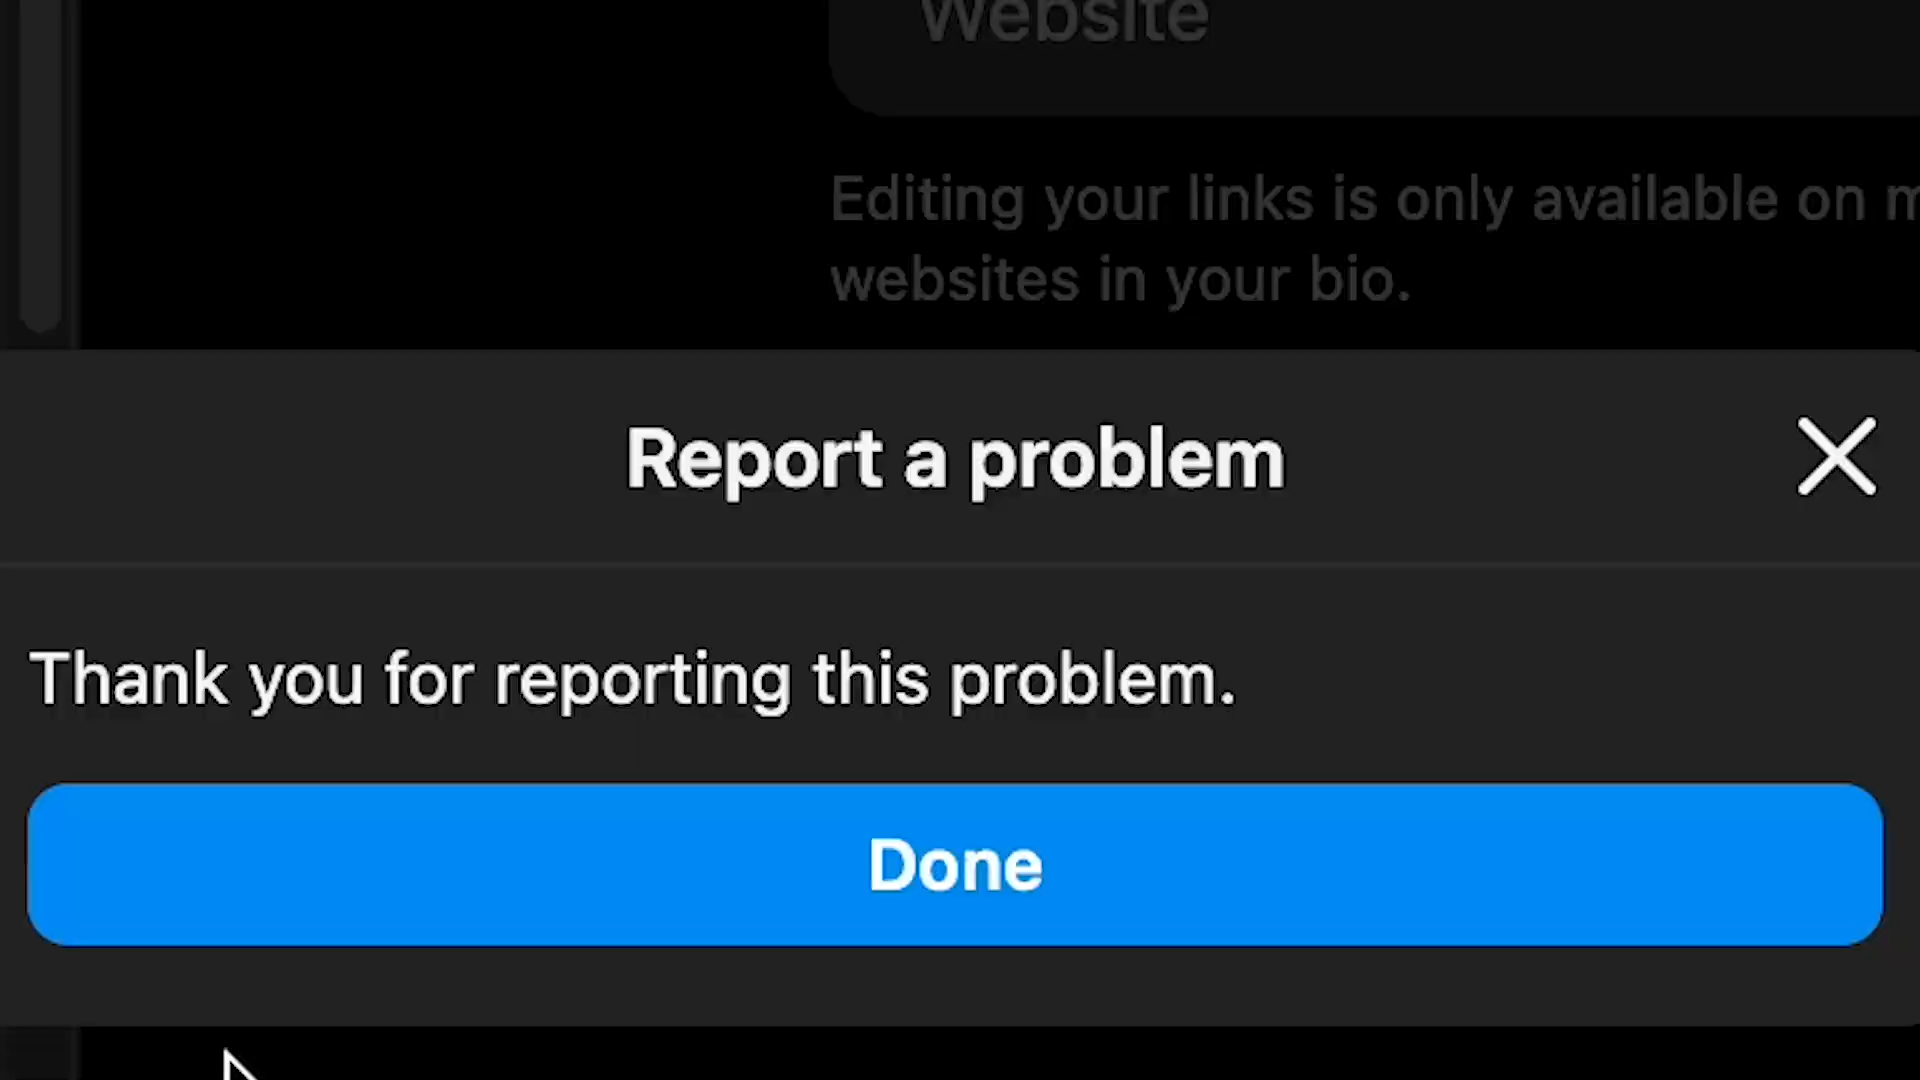 Website
Editing your links is only available on
websites in your bio.
Report a problem
Thank you for reporting this problem.
Done